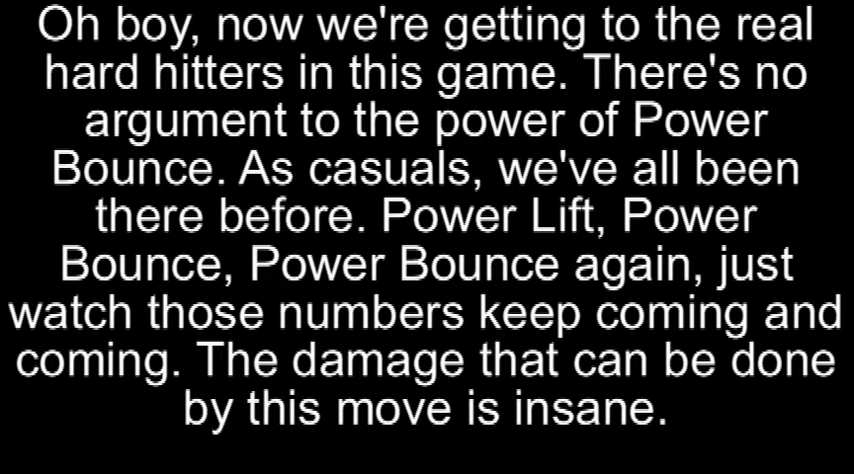 Oh boy, now we're getting to the real
hard hitters in this game. There's no
argument to the power of Power
Bounce. As casuals, we've all been
there before. Power Lift, Power
Bounce, Power Bounce again, just
watch those numbers keep coming and
coming. The damage that can be done
by this move is insane.